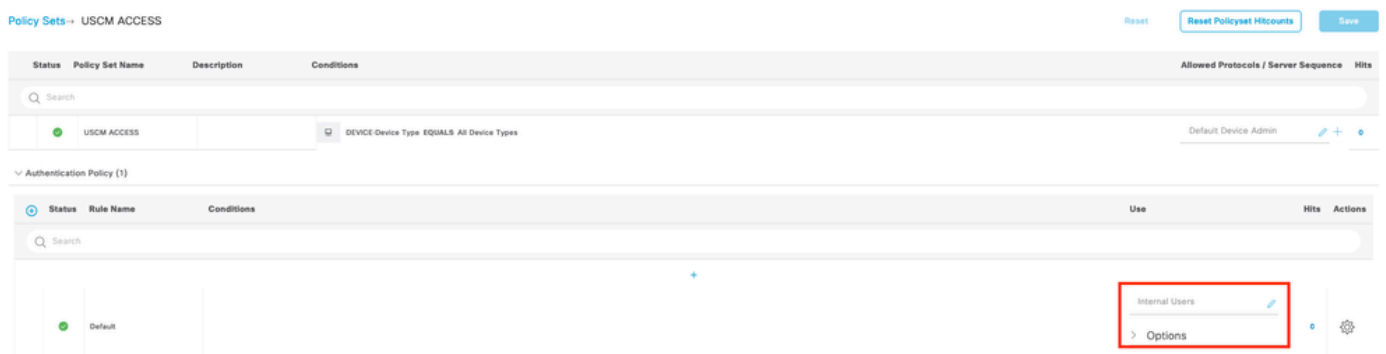 Policy Sets→ USCM ACCESS Reset Reset Policyset Hitcounts Save
Status Policy Set Name Description Conditions Allowed Protocols / Server Sequence Hits
Search
USCM ACCESS DEVICE·Device Type EQUALS All Device Types Default Device Admin 0
Authentication Policy (1)
Status Rule Name Conditions Use Hits Actions
Search
Internal Users
Default 0
Options